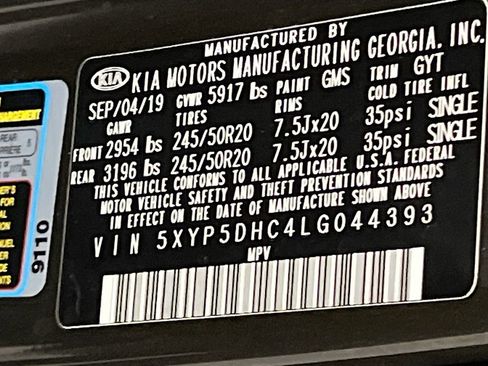 MANUFACTURED BY
KIA KIA MOTORS MANUFACTURING GEORGIA, INC.
SEP/04/19 GVWR 5917 lbs PAINT GMS TRIM GYT
GAWR TIRES RIMS COLD TIRE INFL
FRONT 2954 lbs 245/50R20 7.5Jx20 35psi SINGLE
REAR 3196 lbs 245/50R20 7.5Jx20 35psi SINGLE
THIS VEHICLE CONFORMS TO ALL APPLICABLE U.S.A. FEDERAL
MOTOR VEHICLE SAFETY AND THEFT PREVENTION STANDARDS
IN EFFECT ON THE DATE OF MANUFACTURE SHOWN ABOVE
VIN 5XYP5DHC4LG044393
MPV
9110
REAR